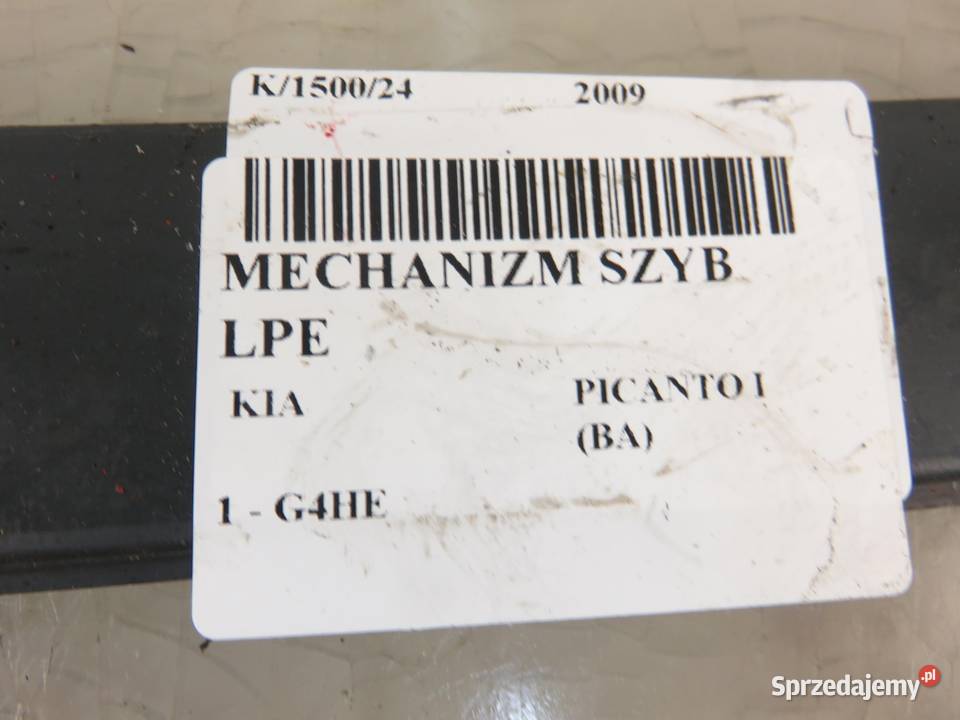 K/1500/24 2009
MECHANIZM SZYB
LPE
KIA PICANTO I
(BA)
1 - G4HE
Sprzedajemy.pl